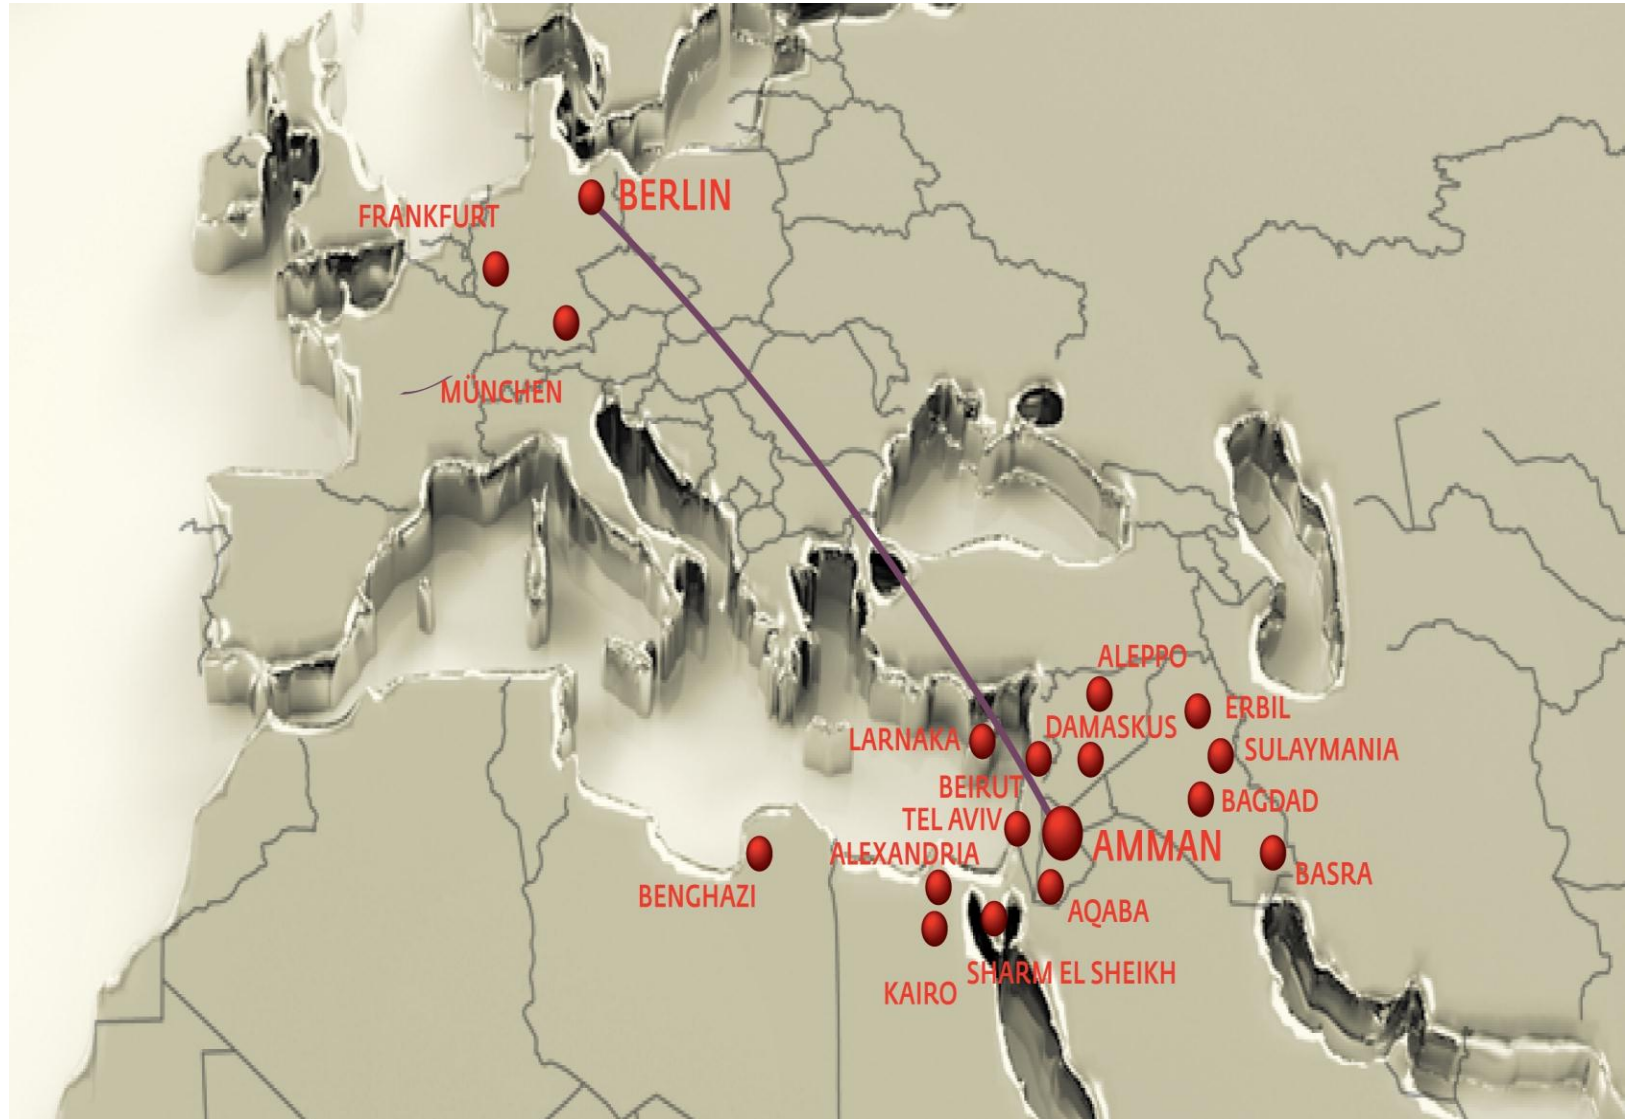 BERLIN
FRANKFURT
MÜNCHEN
ALEPPO
ERBIL
DAMASKUS
LARNAKA
SULAYMANIA
BEIRUT
BAGDAD
TEL AVIV
AMMAN
ALEXANDRIA
BASRA
BENGHAZI
AQABA
SHARM EL SHEIKH
KAIRO